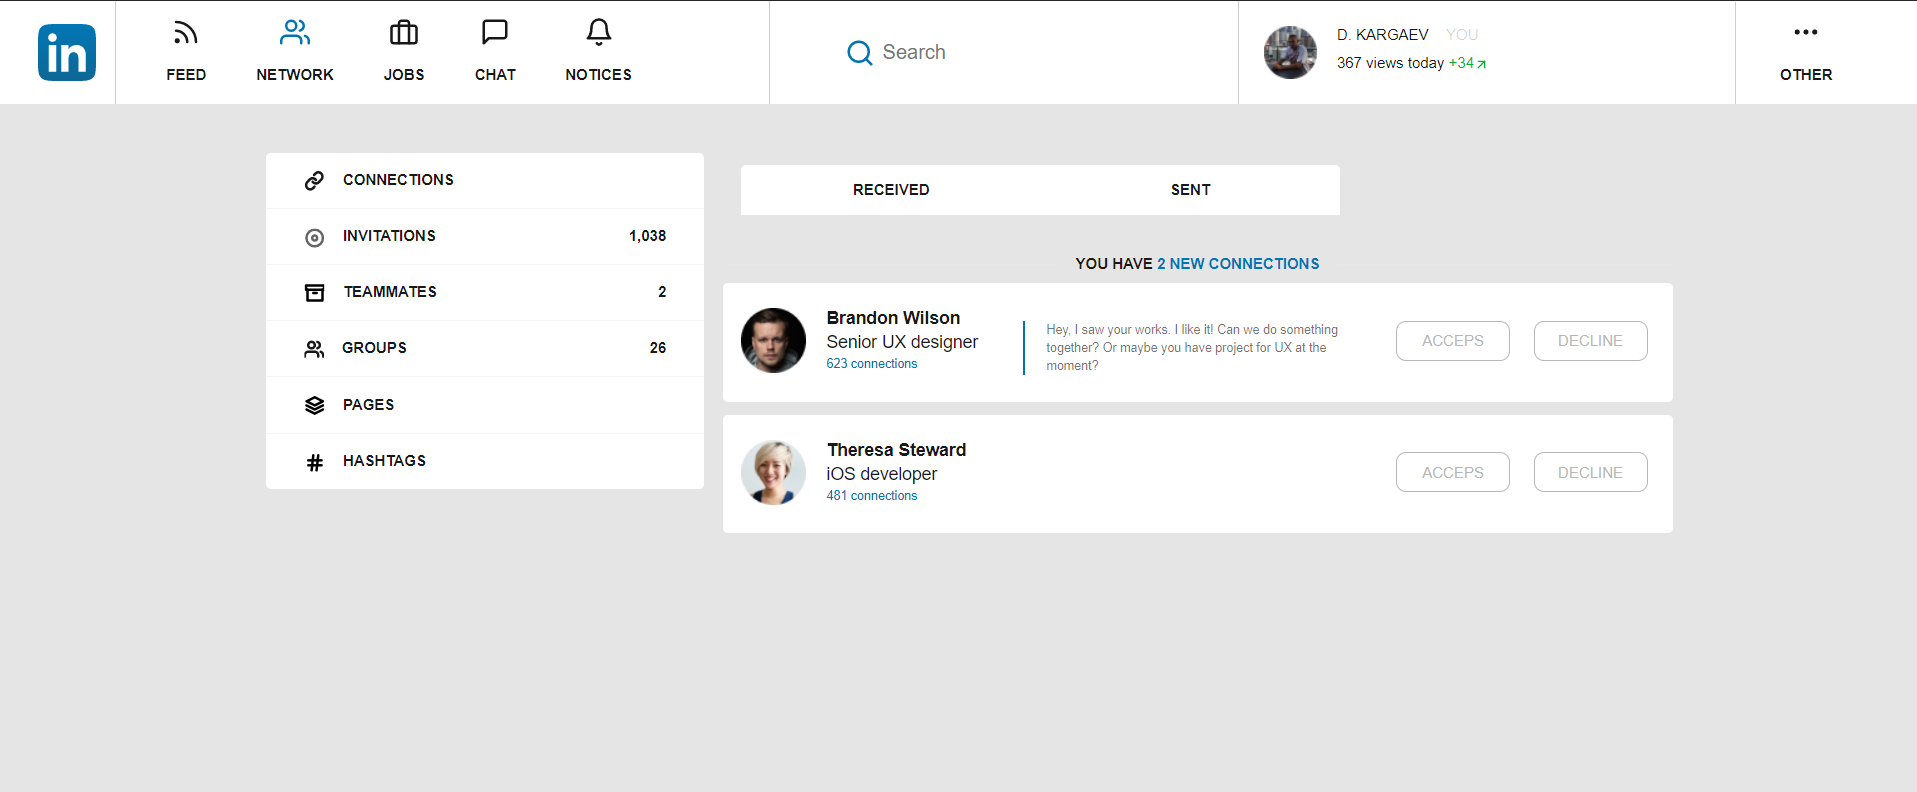 in
FEED
NETWORK
JOBS
CHAT
NOTICES
Search
D. KARGAEV YOU
367 views today +34
OTHER
CONNECTIONS
INVITATIONS 1,038
TEAMMATES 2
GROUPS 26
PAGES
HASHTAGS
RECEIVED
SENT
YOU HAVE 2 NEW CONNECTIONS
Brandon Wilson
Senior UX designer
623 connections
Hey, I saw your works. I like it! Can we do something
together? Or maybe you have project for UX at the
moment?
ACCEPS
DECLINE
Theresa Steward
iOS developer
481 connections
ACCEPS
DECLINE